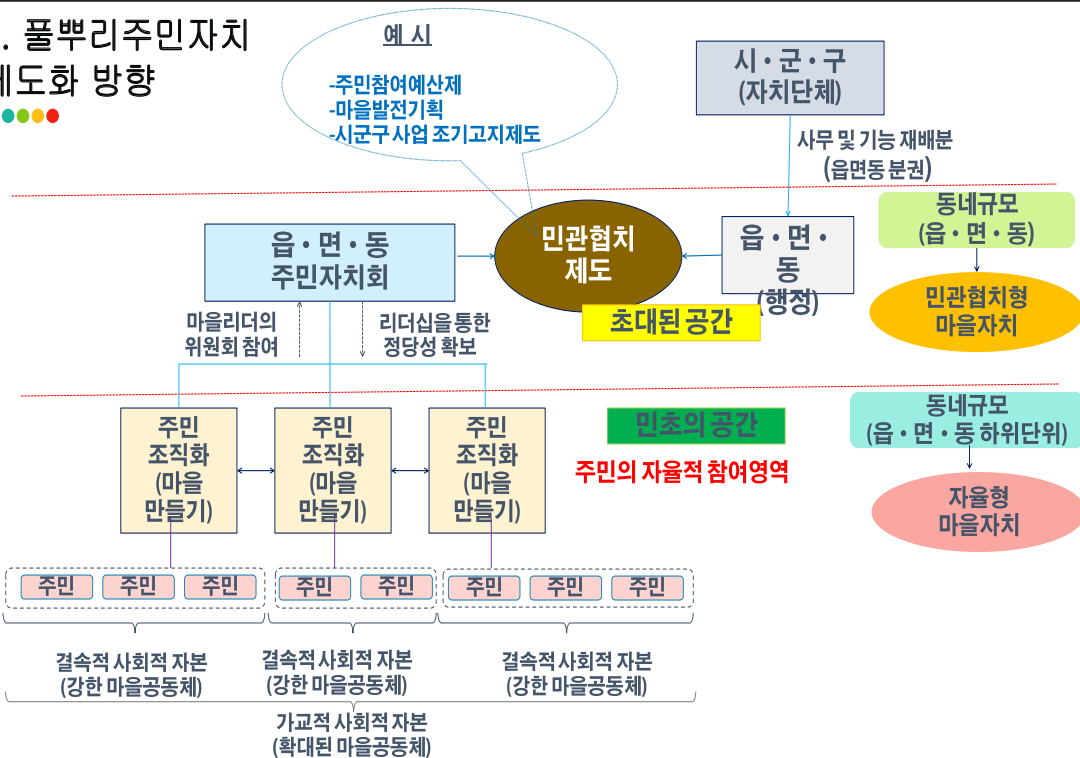 . 풀뿌리주민자치
제도화 방향
예 시
-주민참여예산제
-마을발전기획
-시군구 사업 조기고지제도
시 • 군 • 구
(자치단체)
사무 및 기능 재배분
(읍면동 분권)
읍 • 면 • 동
주민자치회
민관협치
제도
읍 • 면 •
동
(행정)
초대된 공간
동네규모
(읍 • 면 • 동)
민관협치형
마을자치
마을리더의
위원회 참여
리더십을 통한
정당성 확보
주민
조직화
(마을
만들기)
주민
조직화
(마을
만들기)
주민
조직화
(마을
만들기)
민초의 공간
주민의 자율적 참여영역
동네규모
(읍 • 면 • 동 하위단위)
자율형
마을자치
주민 주민 주민
주민 주민
주민 주민 주민
결속적 사회적 자본
(강한 마을공동체)
결속적 사회적 자본
(강한 마을공동체)
결속적 사회적 자본
(강한 마을공동체)
가교적 사회적 자본
(확대된 마을공동체)